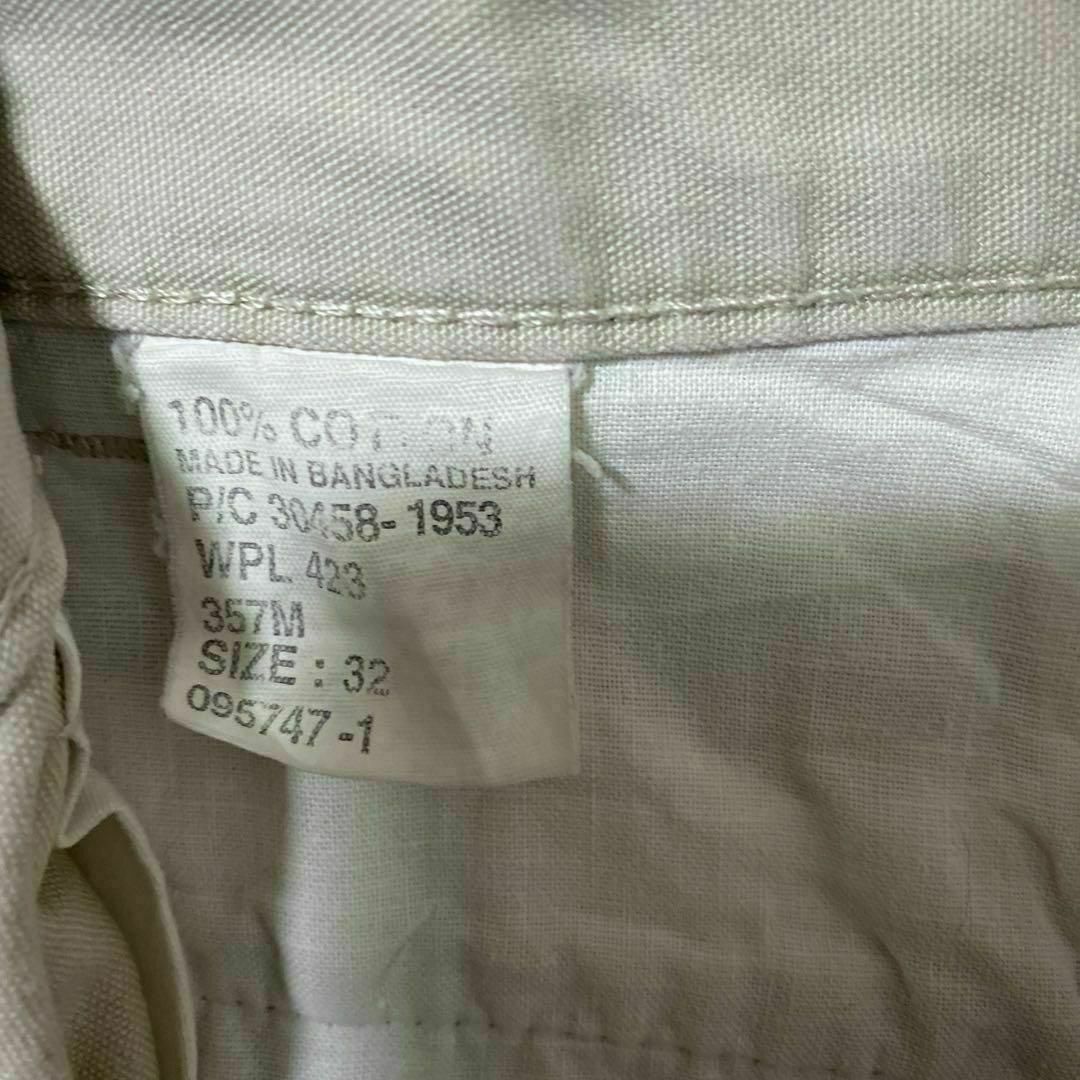 100% COTTON
MADE IN BANGLADESH
P/C 30458-1953
WPL 423
357M
SIZE : 32
095747-1